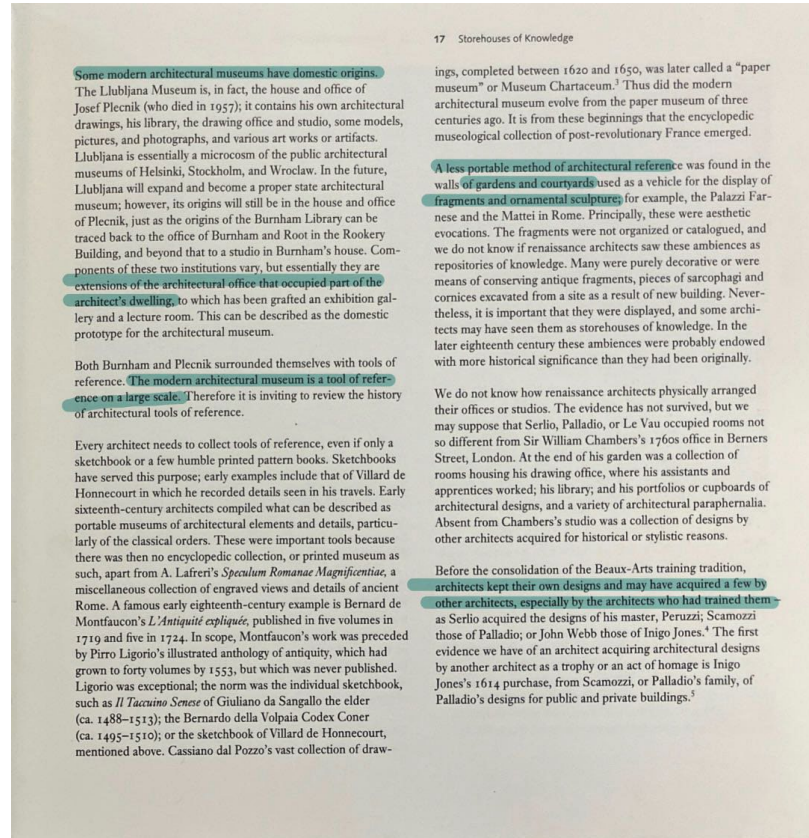 17 Storehouses of Knowledge
Some modern architectural museums have domestic origins.
The Llubljana Museum is, in fact, the house and office of
Josef Plecnik (who died in 1957); it contains his own architectural
drawings, his library, the drawing office and studio, some models,
pictures, and photographs, and various art works or artifacts.
Llubljana is essentially a microcosm of the public architectural
museums of Helsinki, Stockholm, and Wroclaw. In the future,
Llubljana will expand and become a proper state architectural
museum; however, its origins will still be in the house and office
of Plecnik, just as the origins of the Burnham Library can be
traced back to the office of Burnham and Root in the Rookery
Building, and beyond that to a studio in Burnham's house. Com-
ponents of these two institutions vary, but essentially they are
extensions of the architectural office that occupied part of the
architect's dwelling, to which has been grafted an exhibition gal-
lery and a lecture room. This can be described as the domestic
prototype for the architectural museum.
Both Burnham and Plecnik surrounded themselves with tools of
reference. The modern architectural museum is a tool of refer-
ence on a large scale. Therefore it is inviting to review the history
of architectural tools of reference.
Every architect needs to collect tools of reference, even if only a
sketchbook or a few humble printed pattern books. Sketchbooks
have served this purpose; early examples include that of Villard de
Honnecourt in which he recorded details seen in his travels. Early
sixteenth-century architects compiled what can be described as
portable museums of architectural elements and details, particu-
larly of the classical orders. These were important tools because
there was then no encyclopedic collection, or printed museum as
such, apart from A. Lafreri's Speculum Romanae Magnificentiae, a
miscellaneous collection of engraved views and details of ancient
Rome. A famous early eighteenth-century example is Bernard de
Montfaucon's L'Antiquité expliquée, published in five volumes in
1719 and five in 1724. In scope, Montfaucon's work was preceded
by Pirro Ligorio's illustrated anthology of antiquity, which had
grown to forty volumes by 1553, but which was never published.
Ligorio was exceptional; the norm was the individual sketchbook,
such as Il Taccuino Senese of Giuliano da Sangallo the elder
(ca. 1488–1513); the Bernardo della Volpaia Codex Coner
(ca. 1495–1510); or the sketchbook of Villard de Honnecourt,
mentioned above. Cassiano dal Pozzo's vast collection of draw-
ings, completed between 1620 and 1650, was later called a "paper
museum" or Museum Chartaceum.³ Thus did the modern
architectural museum evolve from the paper museum of three
centuries ago. It is from these beginnings that the encyclopedic
museological collection of post-revolutionary France emerged.
A less portable method of architectural reference was found in the
walls of gardens and courtyards used as a vehicle for the display of
fragments and ornamental sculpture; for example, the Palazzi Far-
nese and the Mattei in Rome. Principally, these were aesthetic
evocations. The fragments were not organized or catalogued, and
we do not know if renaissance architects saw these ambiences as
repositories of knowledge. Many were purely decorative or were
means of conserving antique fragments, pieces of sarcophagi and
cornices excavated from a site as a result of new building. Never-
theless, it is important that they were displayed, and some archi-
tects may have seen them as storehouses of knowledge. In the
later eighteenth century these ambiences were probably endowed
with more historical significance than they had been originally.
We do not know how renaissance architects physically arranged
their offices or studios. The evidence has not survived, but we
may suppose that Serlio, Palladio, or Le Vau occupied rooms not
so different from Sir William Chambers's 1760s office in Berners
Street, London. At the end of his garden was a collection of
rooms housing his drawing office, where his assistants and
apprentices worked; his library; and his portfolios or cupboards of
architectural designs, and a variety of architectural paraphernalia.
Absent from Chambers's studio was a collection of designs by
other architects acquired for historical or stylistic reasons.
Before the consolidation of the Beaux-Arts training tradition,
architects kept their own designs and may have acquired a few by
other architects, especially by the architects who had trained them –
as Serlio acquired the designs of his master, Peruzzi; Scamozzi
those of Palladio; or John Webb those of Inigo Jones.⁴ The first
evidence we have of an architect acquiring architectural designs
by another architect as a trophy or an act of homage is Inigo
Jones's 1614 purchase, from Scamozzi, or Palladio's family, of
Palladio's designs for public and private buildings.⁵